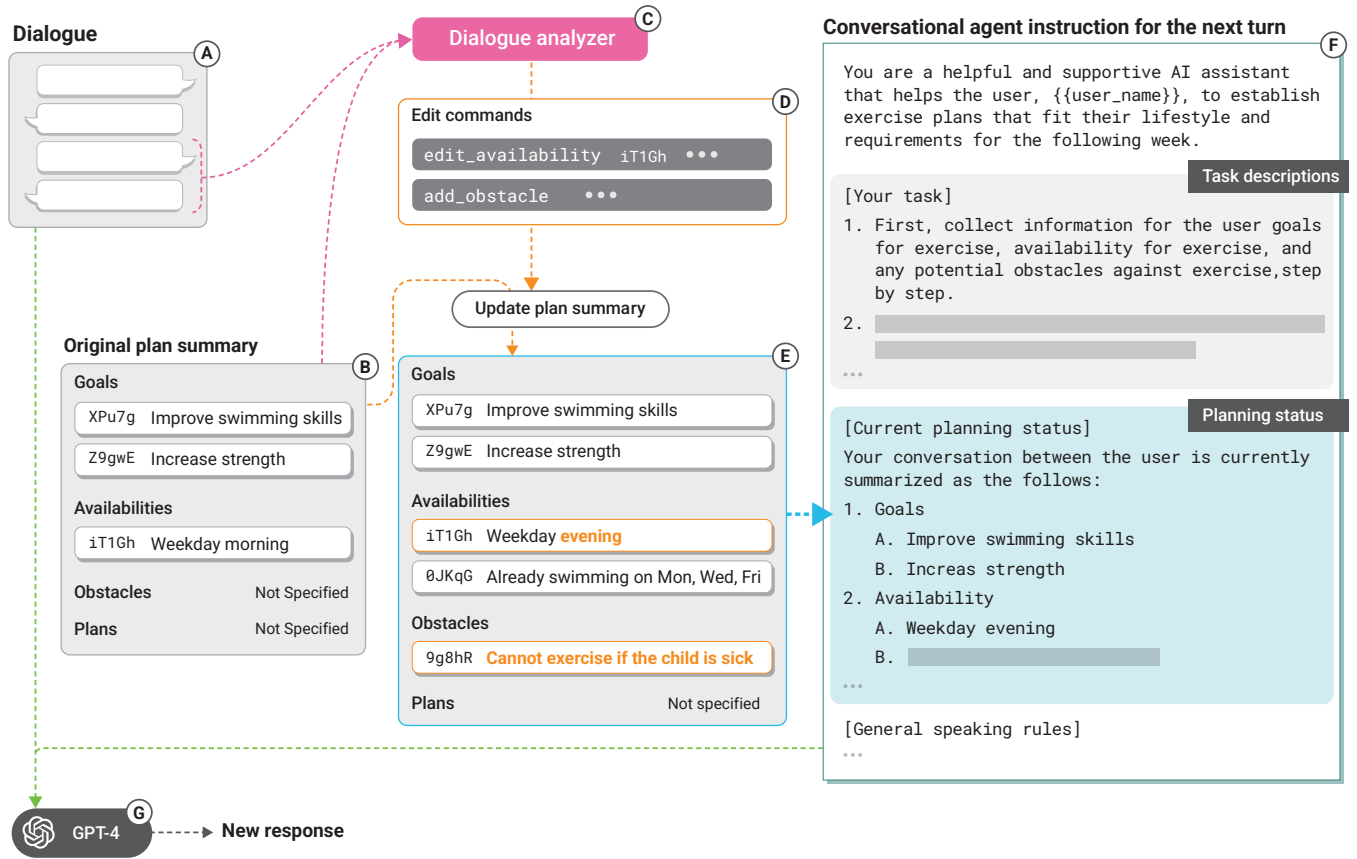 Dialogue
A
Dialogue analyzer
C
Edit commands
D
edit_availability iT1Gh •••
add_obstacle •••
Update plan summary
Original plan summary
B
Goals
XPu7g Improve swimming skills
Z9gwE Increase strength
Availabilities
iT1Gh Weekday morning
Obstacles Not Specified
Plans Not Specified
E
Goals
XPu7g Improve swimming skills
Z9gwE Increase strength
Availabilities
iT1Gh Weekday evening
0JKqG Already swimming on Mon, Wed, Fri
Obstacles
9g8hR Cannot exercise if the child is sick
Plans Not specified
Conversational agent instruction for the next turn
F
You are a helpful and supportive AI assistant
that helps the user, {{user_name}}, to establish
exercise plans that fit their lifestyle and
requirements for the following week.
Task descriptions
[Your task]
1. First, collect information for the user goals
for exercise, availability for exercise, and
any potential obstacles against exercise,step
by step.
2.
•••
Planning status
[Current planning status]
Your conversation between the user is currently
summarized as the follows:
1. Goals
A. Improve swimming skills
B. Increas strength
2. Availability
A. Weekday evening
B.
•••
[General speaking rules]
•••
G
GPT-4
New response